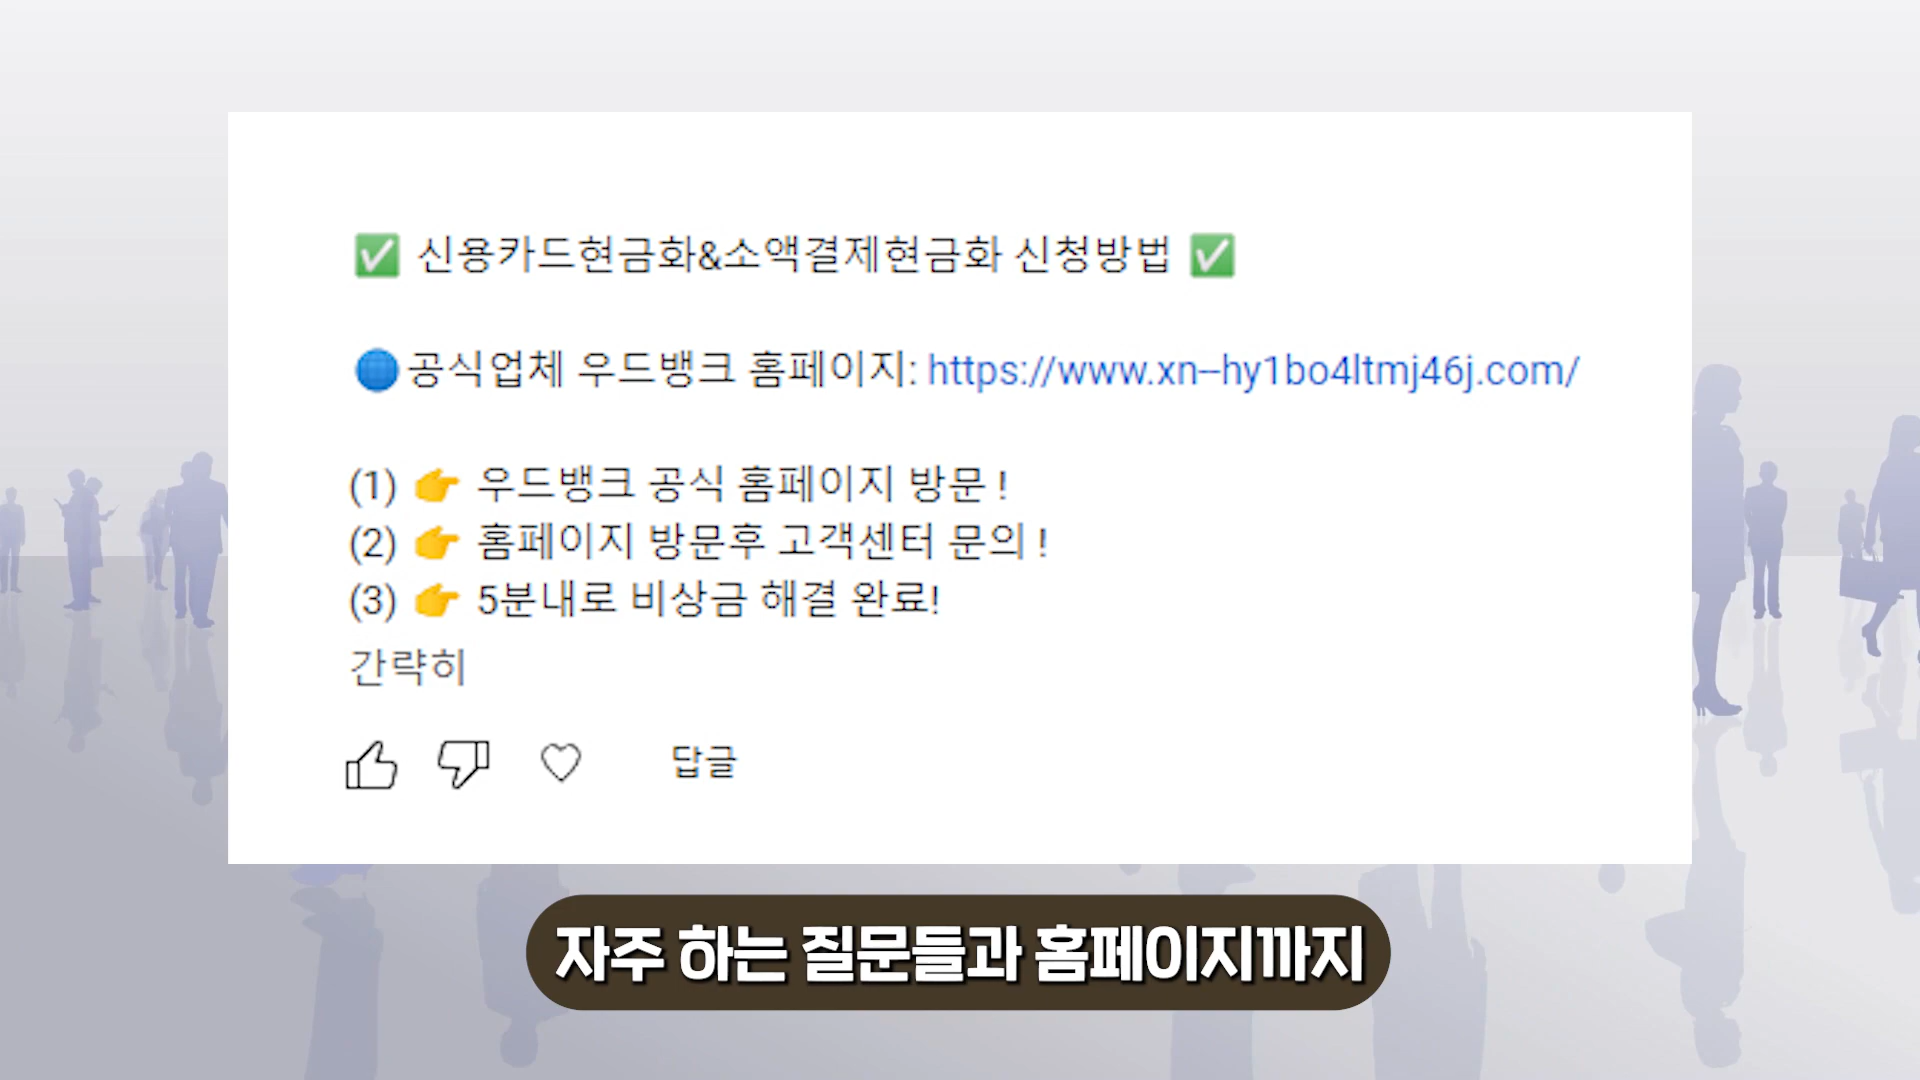 ✅ 신용카드현금화&소액결제현금화 신청방법 ✅
🔵공식업체 우드뱅크 홈페이지: https://www.xn--hy1bo4ltmj46j.com/
(1) 👉 우드뱅크 공식 홈페이지 방문 !
(2) 👉 홈페이지 방문후 고객센터 문의 !
(3) 👉 5분내로 비상금 해결 완료!
간략히
답글
자주 하는 질문들과 홈페이지까지